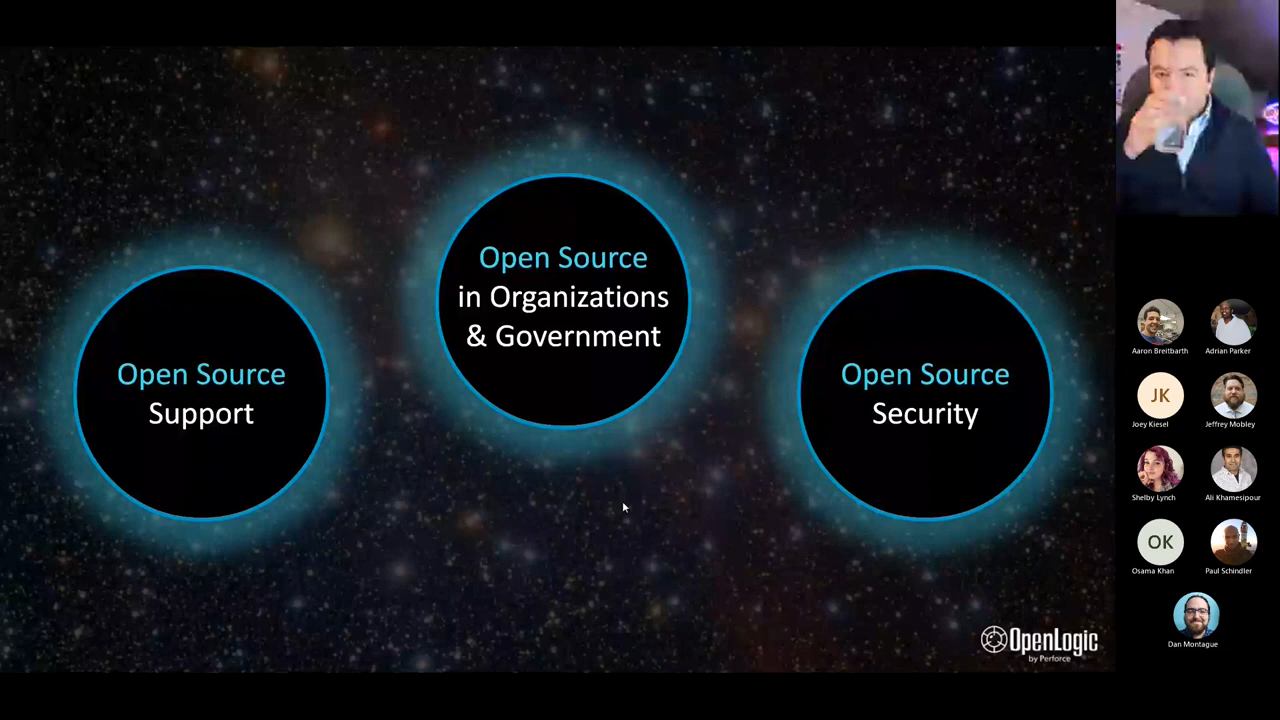 Open Source
Support
Open Source
in Organizations
& Government
Open Source
Security
OpenLogic
by Perforce
Aaron Breitbarth
Adrian Parker
JK
Joey Kiesel
Jeffrey Mobley
Shelby Lynch
Ali Khamesipour
OK
Osama Khan
Paul Schindler
Dan Montague